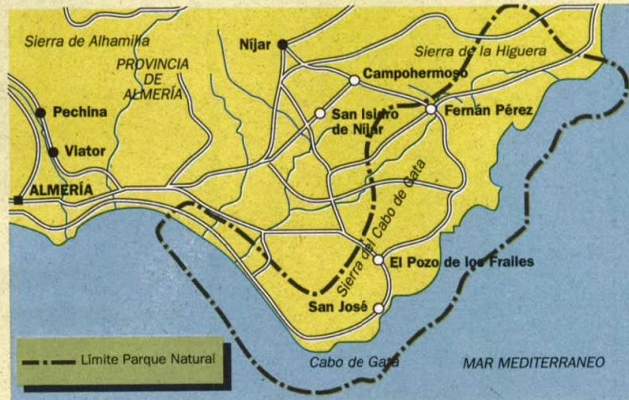 Sierra de Alhamilla
PROVINCIA
DE
ALMERÍA
Níjar
Sierra de la Higuera
Campohermoso
Pechina
San Isidro
de Níjar
Fernán Pérez
Viator
ALMERÍA
Sierra del Cabo de Gata
El Pozo de los Frailes
San José
Límite Parque Natural
Cabo de Gata
MAR MEDITERRANEO